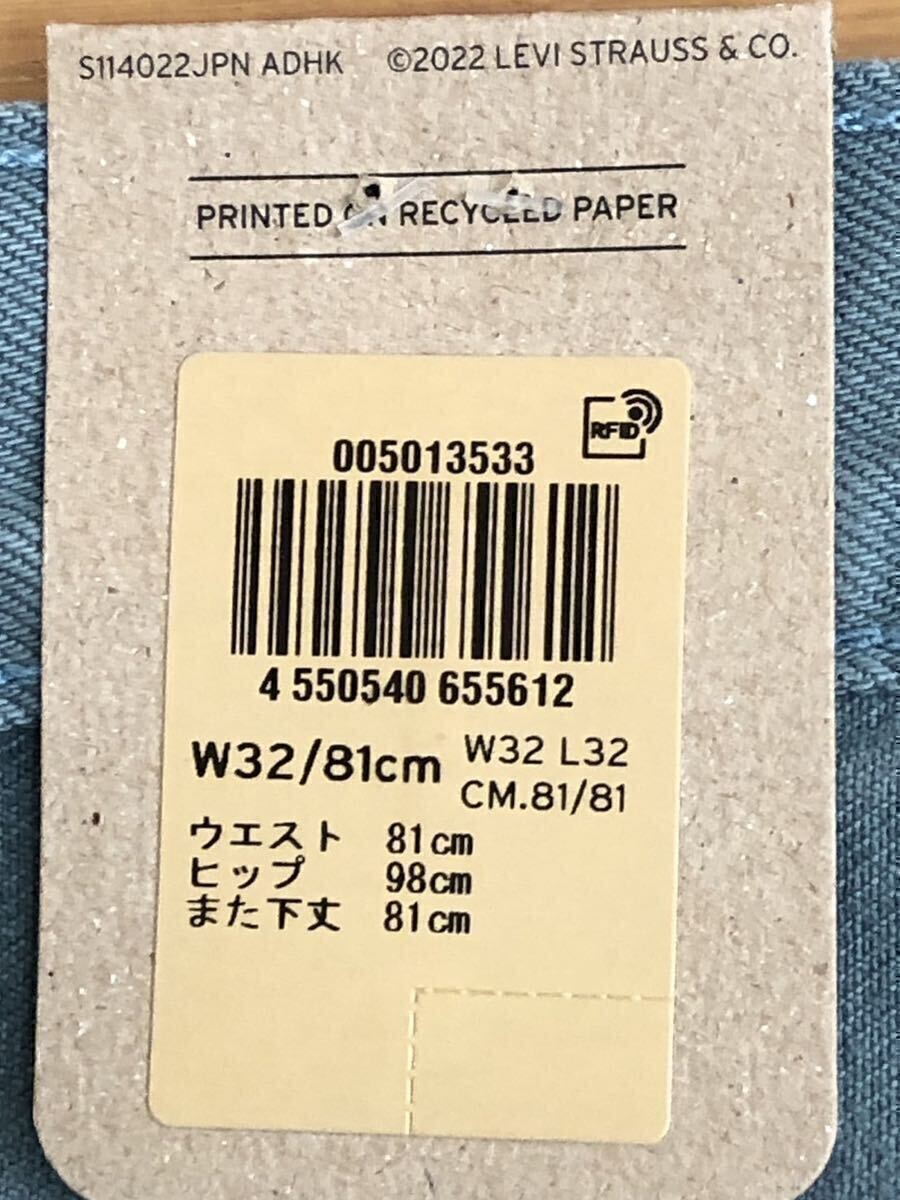 S114022JPN ADHK ©2022 LEVI STRAUSS & CO.
PRINTED ON RECYCLED PAPER
RFID
005013533
4 550540 655612
W32/81cm W32 L32
CM.81/81
ウエスト 81cm
ヒップ 98cm
また下丈 81cm